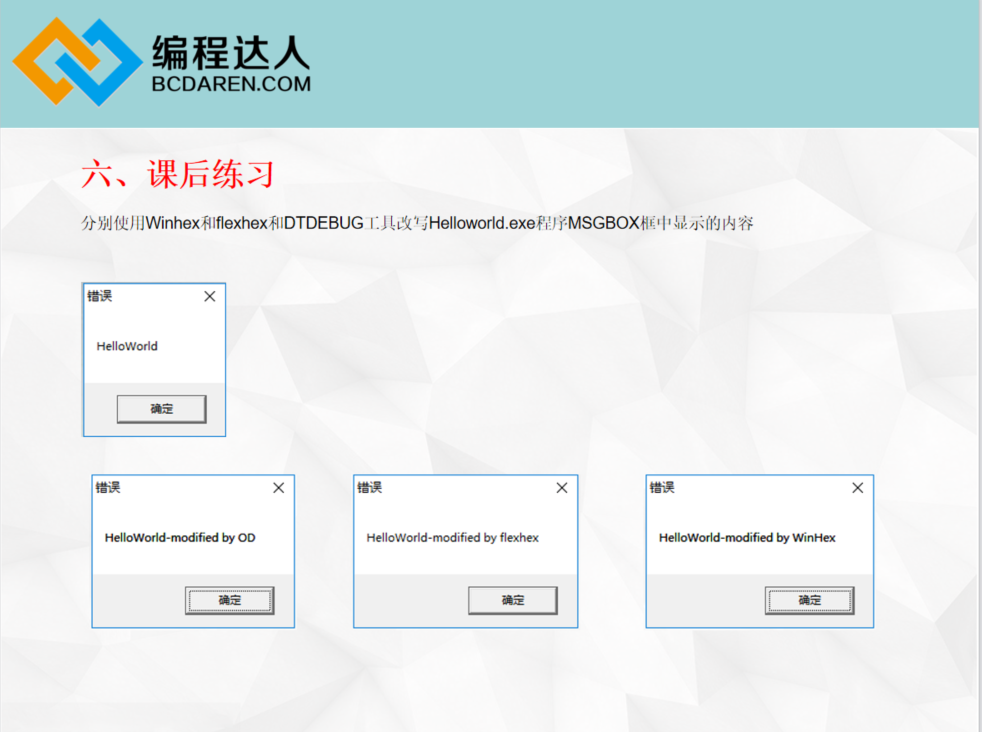 编程达人
BCDAREN.COM
六、课后练习
分别使用Winhex和flexhex和DTDEBUG工具改写Helloworld.exe程序MSGBOX框中显示的内容
错误
HelloWorld
确定
错误
HelloWorld-modified by OD
确定
错误
HelloWorld-modified by flexhex
确定
错误
HelloWorld-modified by WinHex
确定